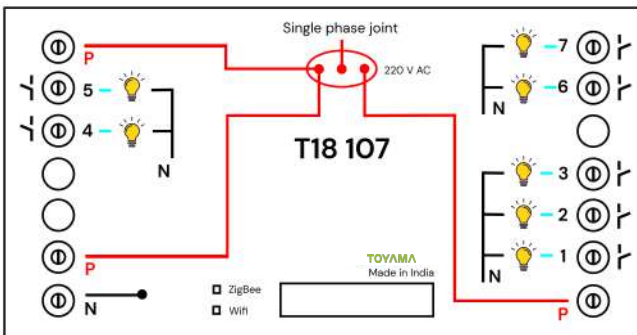 Single phase joint
P
220 V AC
5
4
N
7
6
N
T18 107
3
2
1
N
P
N
TOYAMA
Made in India
ZigBee
Wifi
P